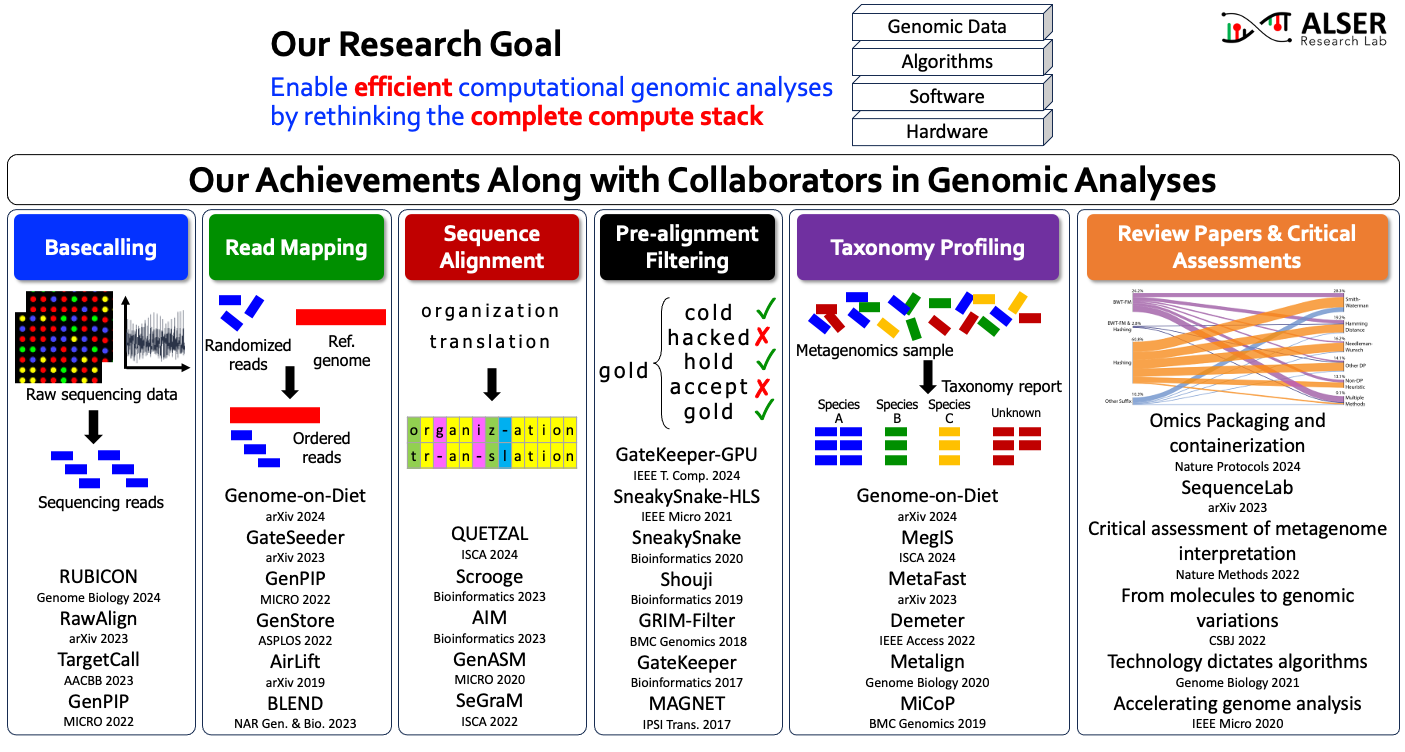 Our Research Goal
Enable efficient computational genomic analyses
by rethinking the complete compute stack
Genomic Data
Algorithms
Software
Hardware
ALSER
Research Lab
Our Achievements Along with Collaborators in Genomic Analyses
Basecalling
Raw sequencing data
Sequencing reads
RUBICON
Genome Biology 2024
RawAlign
arXiv 2023
TargetCall
AACBB 2023
GenPIP
MICRO 2022
Read Mapping
Randomized
reads
Ref.
genome
Ordered
reads
Genome-on-Diet
arXiv 2024
GateSeeder
arXiv 2023
GenPIP
MICRO 2022
GenStore
ASPLOS 2022
AirLift
arXiv 2019
BLEND
NAR Gen. & Bio. 2023
Sequence
Alignment
organization
translation
organiz-ation
tr-an-slation
QUETZAL
ISCA 2024
Scrooge
Bioinformatics 2023
AIM
Bioinformatics 2023
GenASM
MICRO 2020
SeGraM
ISCA 2022
Pre-alignment
Filtering
gold
cold ✓
hacked ✗
hold ✓
accept ✗
gold ✓
GateKeeper-GPU
IEEE T. Comp. 2024
SneakySnake-HLS
IEEE Micro 2021
SneakySnake
Bioinformatics 2020
Shouji
Bioinformatics 2019
GRIM-Filter
BMC Genomics 2018
GateKeeper
Bioinformatics 2017
MAGNET
IPSI Trans. 2017
Taxonomy Profiling
Metagenomics sample
Taxonomy report
Species
A
Species
B
Species
C
Unknown
Genome-on-Diet
arXiv 2024
MegIS
ISCA 2024
MetaFast
arXiv 2023
Demeter
IEEE Access 2022
Metalign
Genome Biology 2020
MiCoP
BMC Genomics 2019
Review Papers & Critical
Assessments
BWT-FM
BWT-FM &
Hashing
Hashing
Other Suffix
Smith-
Waterman
Hamming
Distance
Needleman-
Wunsch
Other DP
Non-DP
Heuristic
Multiple
Methods
Omics Packaging and
containerization
Nature Protocols 2024
SequenceLab
arXiv 2023
Critical assessment of metagenome
interpretation
Nature Methods 2022
From molecules to genomic
variations
CSBJ 2022
Technology dictates algorithms
Genome Biology 2021
Accelerating genome analysis
IEEE Micro 2020